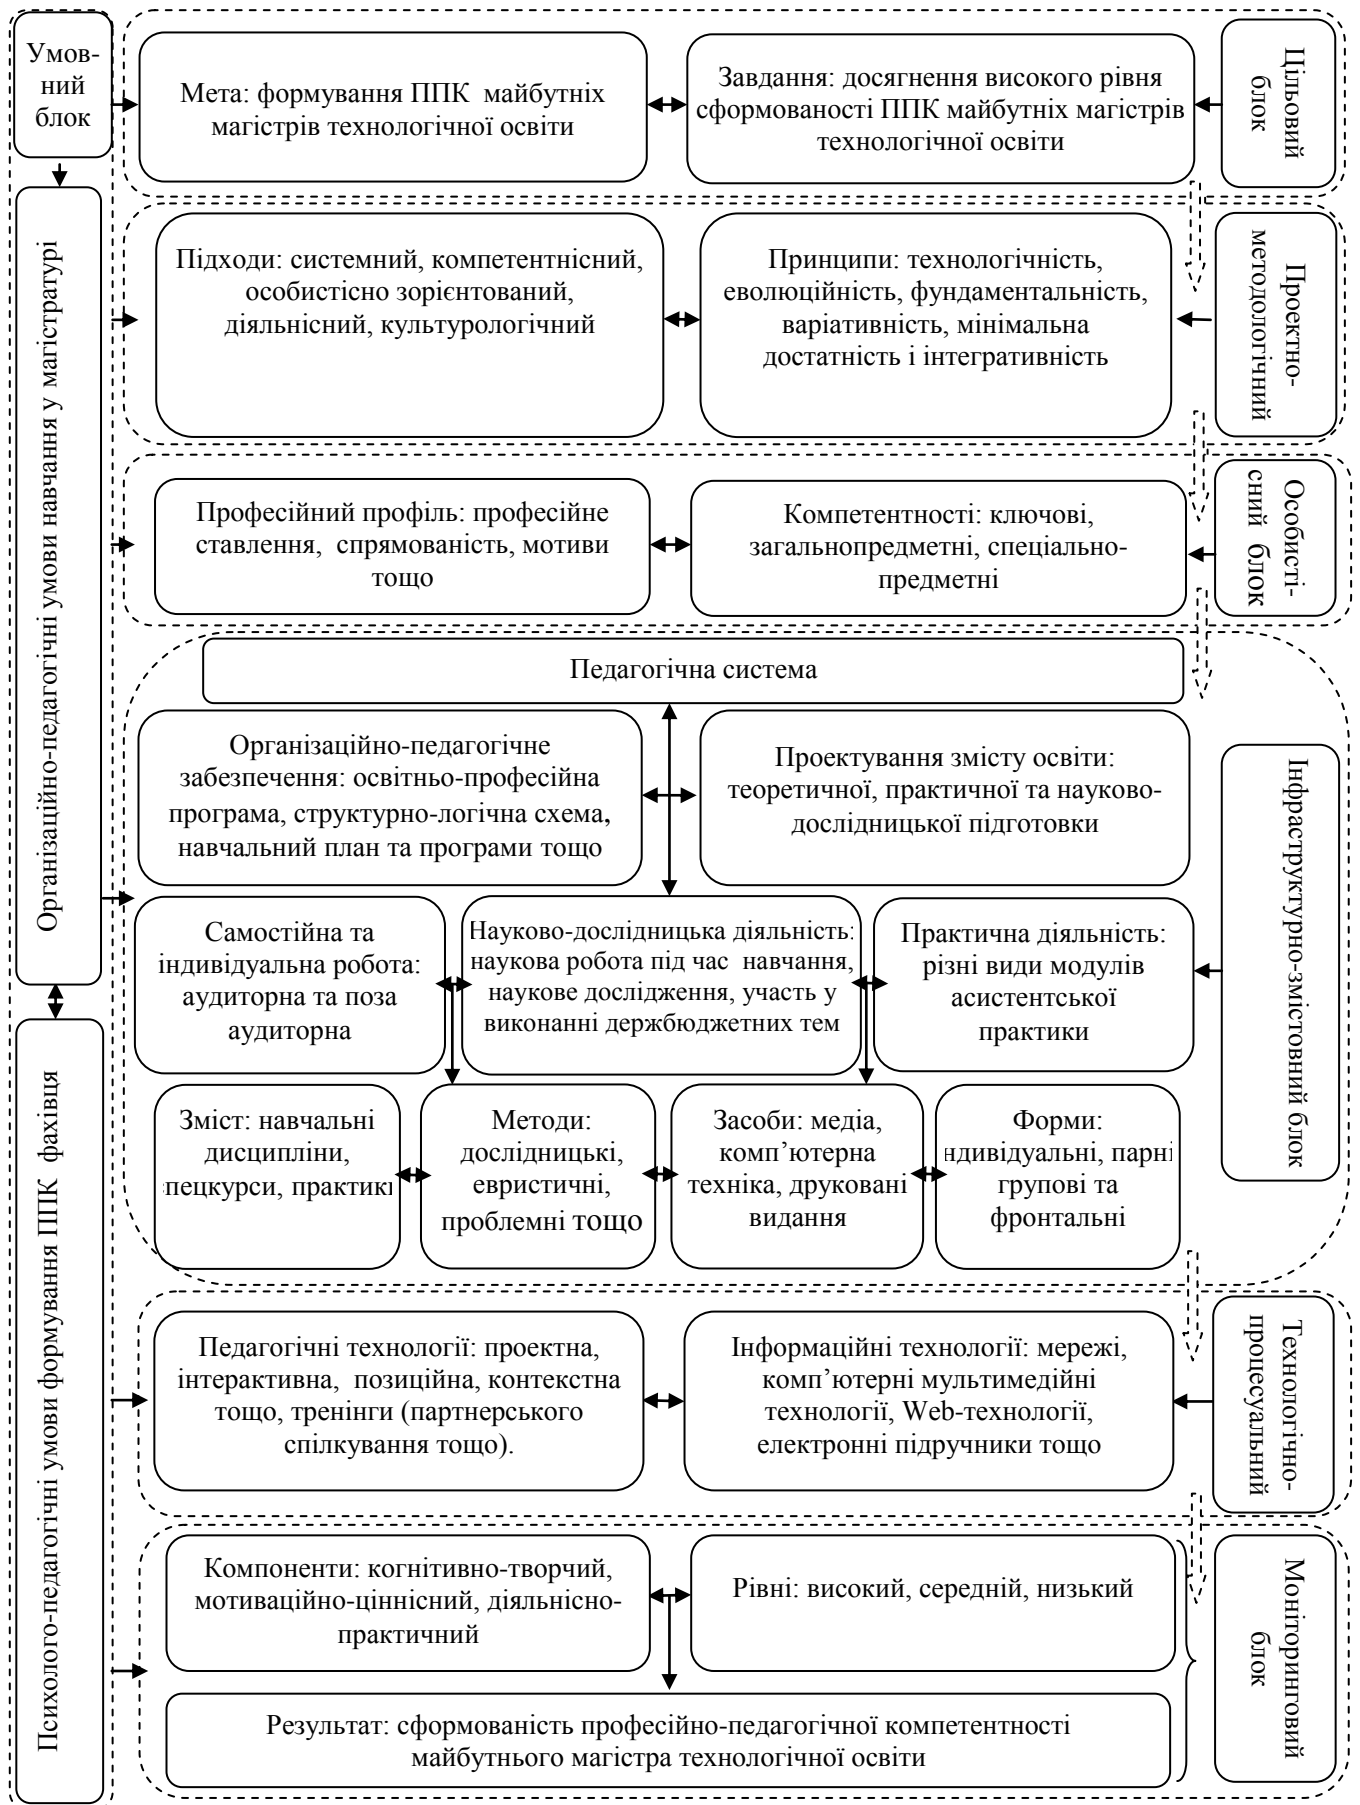 Умов-
ний
блок
Організаційно-педагогічні умови навчання у магістратурі
Психолого-педагогічні умови формування ППК фахівця
Мета: формування ППК майбутніх
магістрів технологічної освіти
Завдання: досягнення високого рівня
сформованості ППК майбутніх магістрів
технологічної освіти
Цільовий
блок
Підходи: системний, компетентнісний,
особистісно зорієнтований,
діяльнісний, культурологічний
Принципи: технологічність,
еволюційність, фундаментальність,
варіативність, мінімальна
достатність і інтегративність
Проектно-
методологічний
Професійний профіль: професійне
ставлення, спрямованість, мотиви
тощо
Компетентності: ключові,
загальнопредметні, спеціально-
предметні
Особисті-
сний блок
Педагогічна система
Організаційно-педагогічне
забезпечення: освітньо-професійна
програма, структурно-логічна схема,
навчальний план та програми тощо
Проектування змісту освіти:
теоретичної, практичної та науково-
дослідницької підготовки
Самостійна та
індивідуальна робота:
аудиторна та поза
аудиторна
Науково-дослідницька діяльність:
наукова робота під час навчання,
наукове дослідження, участь у
виконанні держбюджетних тем
Практична діяльність:
різні види модулів
асистентської
практики
Інфраструктурно-змістовний блок
Зміст: навчальні
дисципліни,
спецкурси, практики
Методи:
дослідницькі,
евристичні,
проблемні тощо
Засоби: медіа,
комп’ютерна
техніка, друковані
видання
Форми:
індивідуальні, парні
групові та
фронтальні
Педагогічні технології: проектна,
інтерактивна, позиційна, контекстна
тощо, тренінги (партнерського
спілкування тощо).
Інформаційні технології: мережі,
комп’ютерні мультимедійні
технології, Web-технології,
електронні підручники тощо
Технологічно-
процесуальний
Компоненти: когнітивно-творчий,
мотиваційно-ціннісний, діяльнісно-
практичний
Рівні: високий, середній, низький
Результат: сформованість професійно-педагогічної компетентності
майбутнього магістра технологічної освіти
Моніторинговий
блок